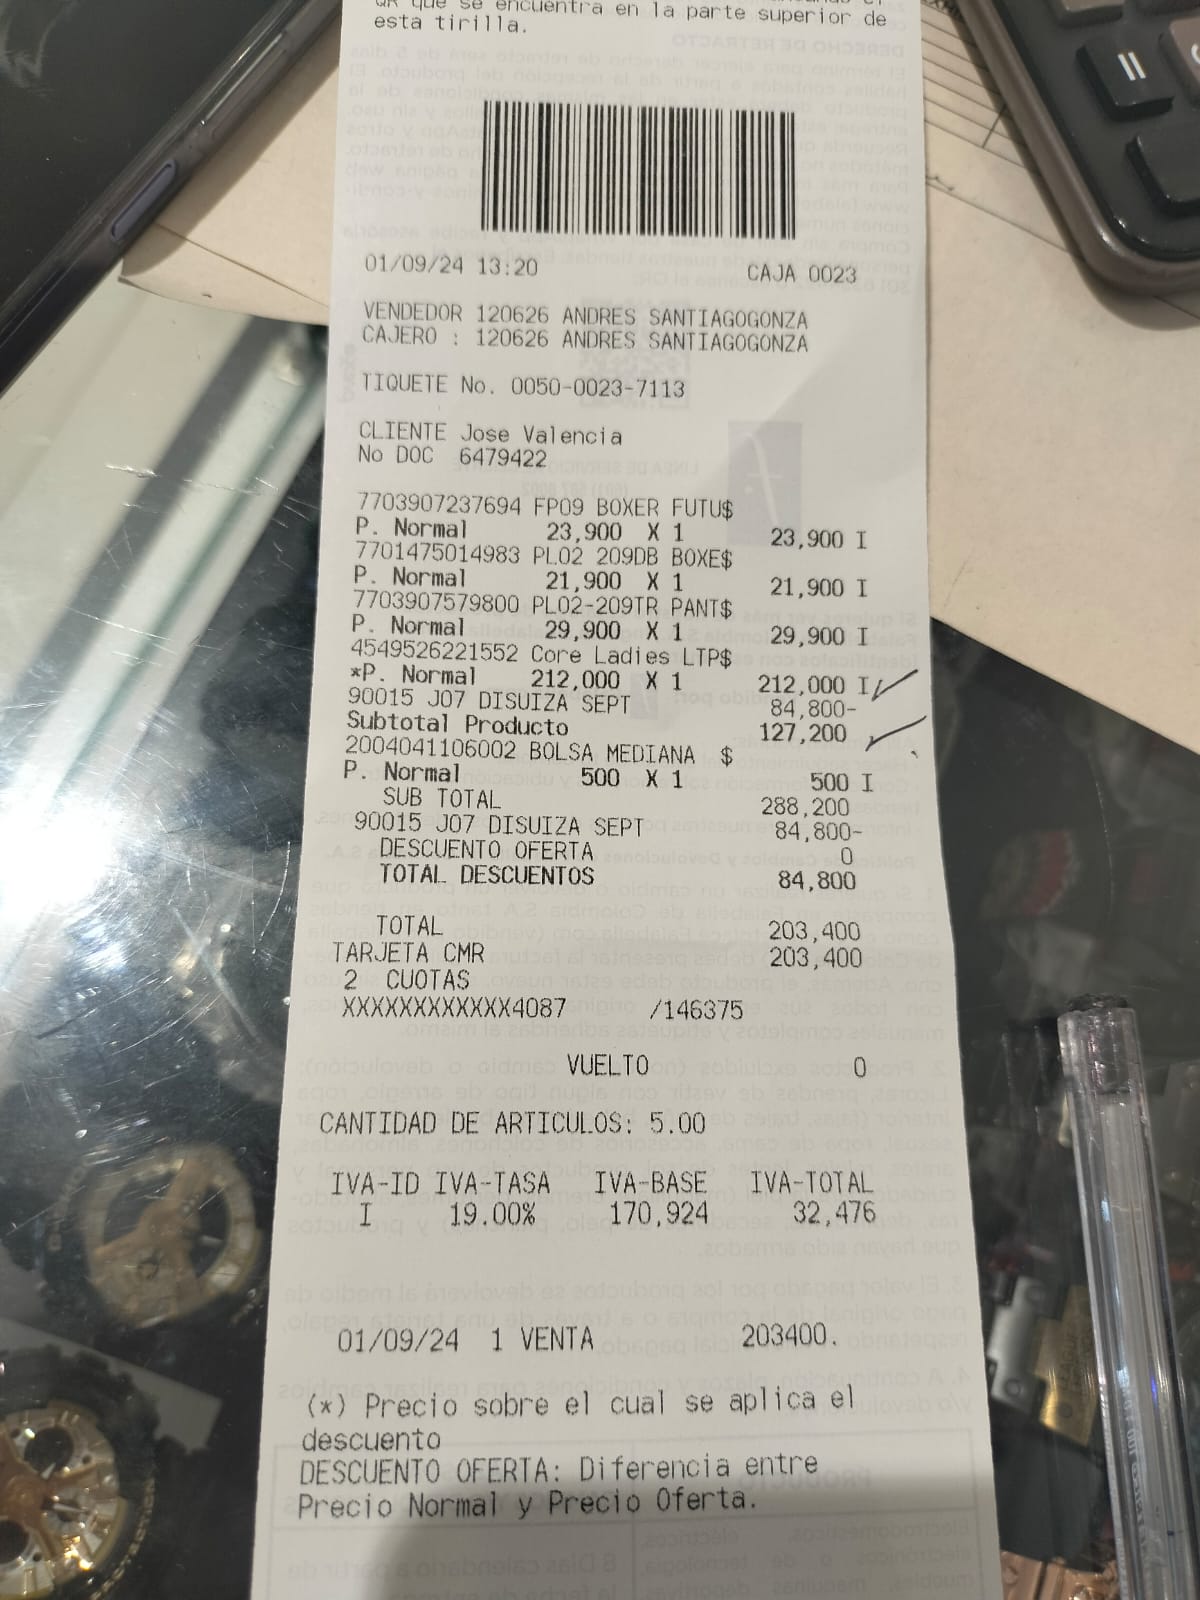 QR que se encuentra en la parte superior de
esta tirilla.
01/09/24 13:20 CAJA 0023
VENDEDOR 120626 ANDRES SANTIAGOGONZA
CAJERO : 120626 ANDRES SANTIAGOGONZA
TIQUETE No. 0050-0023-7113
CLIENTE Jose Valencia
No DOC 6479422
7703907237694 FP09 BOXER FUTU$
P. Normal 23,900 X 1 23,900 I
7701475014983 PL02 209DB BOXE$
P. Normal 21,900 X 1 21,900 I
7703907579800 PL02-209TR PANT$
P. Normal 29,900 X 1 29,900 I
4549526221552 Core Ladies LTP$
*P. Normal 212,000 X 1 212,000 I
90015 J07 DISUIZA SEPT 84,800-
Subtotal Producto 127,200
2004041106002 BOLSA MEDIANA $
P. Normal 500 X 1 500 I
SUB TOTAL 288,200
90015 J07 DISUIZA SEPT 84,800-
DESCUENTO OFERTA 0
TOTAL DESCUENTOS 84,800
TOTAL 203,400
TARJETA CMR 203,400
2 CUOTAS
XXXXXXXXXXXX4087 /146375
VUELTO 0
CANTIDAD DE ARTICULOS: 5.00
IVA-ID IVA-TASA IVA-BASE IVA-TOTAL
I 19.00% 170,924 32,476
01/09/24 1 VENTA 203400.
(*) Precio sobre el cual se aplica el
descuento
DESCUENTO OFERTA: Diferencia entre
Precio Normal y Precio Oferta.